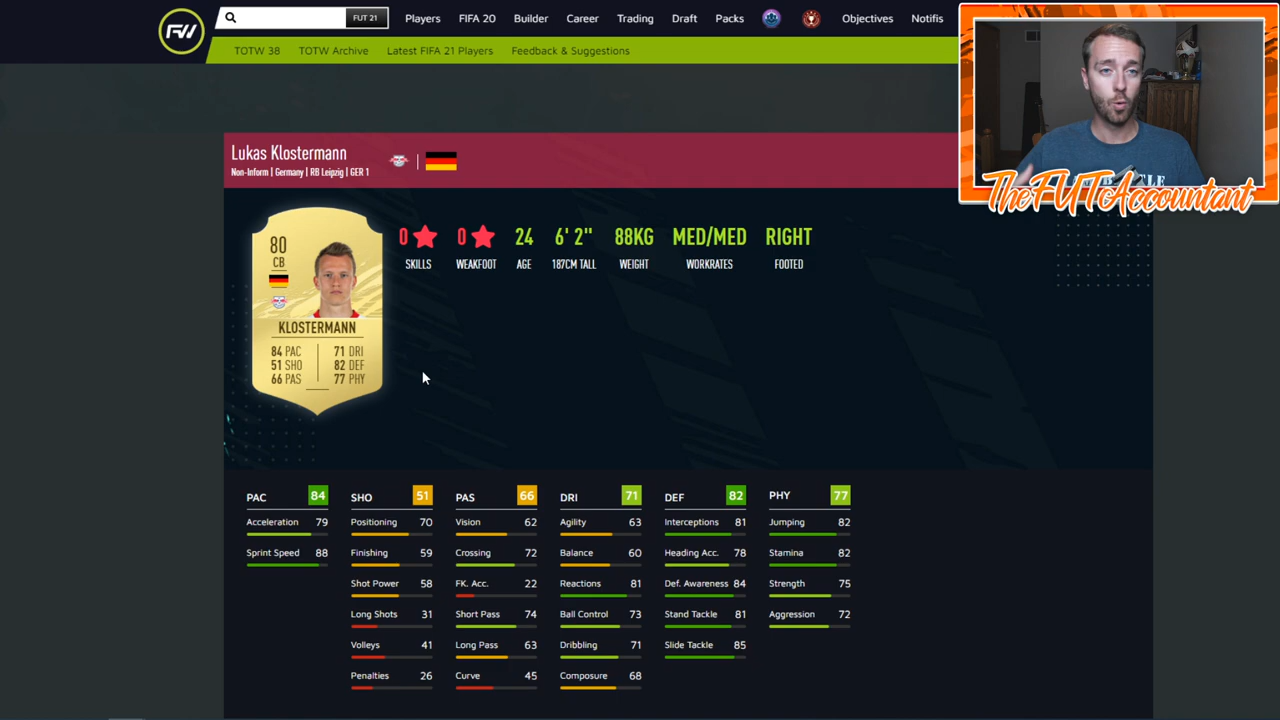 FW
FUT 21
Players FIFA 20 Builder Career Trading Draft Packs Objectives Notifis
TOTW 38 TOTW Archive Latest FIFA 21 Players Feedback & Suggestions
TheFUTAccountant
Lukas Klostermann
Non-Inform | Germany | RB Leipzig | GER 1
80
CB
KLOSTERMANN
84 PAC 71 DRI
51 SHO 82 DEF
66 PAS 77 PHY
0 0 24 6' 2" 88KG MED/MED RIGHT
SKILLS WEAKFOOT AGE 187CM TALL WEIGHT WORKRATES FOOTED
PAC 84 SHO 51 PAS 66 DRI 71 DEF 82 PHY 77
Acceleration 79 Positioning 70 Vision 62 Agility 63 Interceptions 81 Jumping 82
Sprint Speed 88 Finishing 59 Crossing 72 Balance 60 Heading Acc. 78 Stamina 82
Shot Power 58 FK. Acc. 22 Reactions 81 Def. Awareness 84 Strength 75
Long Shots 31 Short Pass 74 Ball Control 73 Stand Tackle 81 Aggression 72
Volleys 41 Long Pass 63 Dribbling 71 Slide Tackle 85
Penalties 26 Curve 45 Composure 68